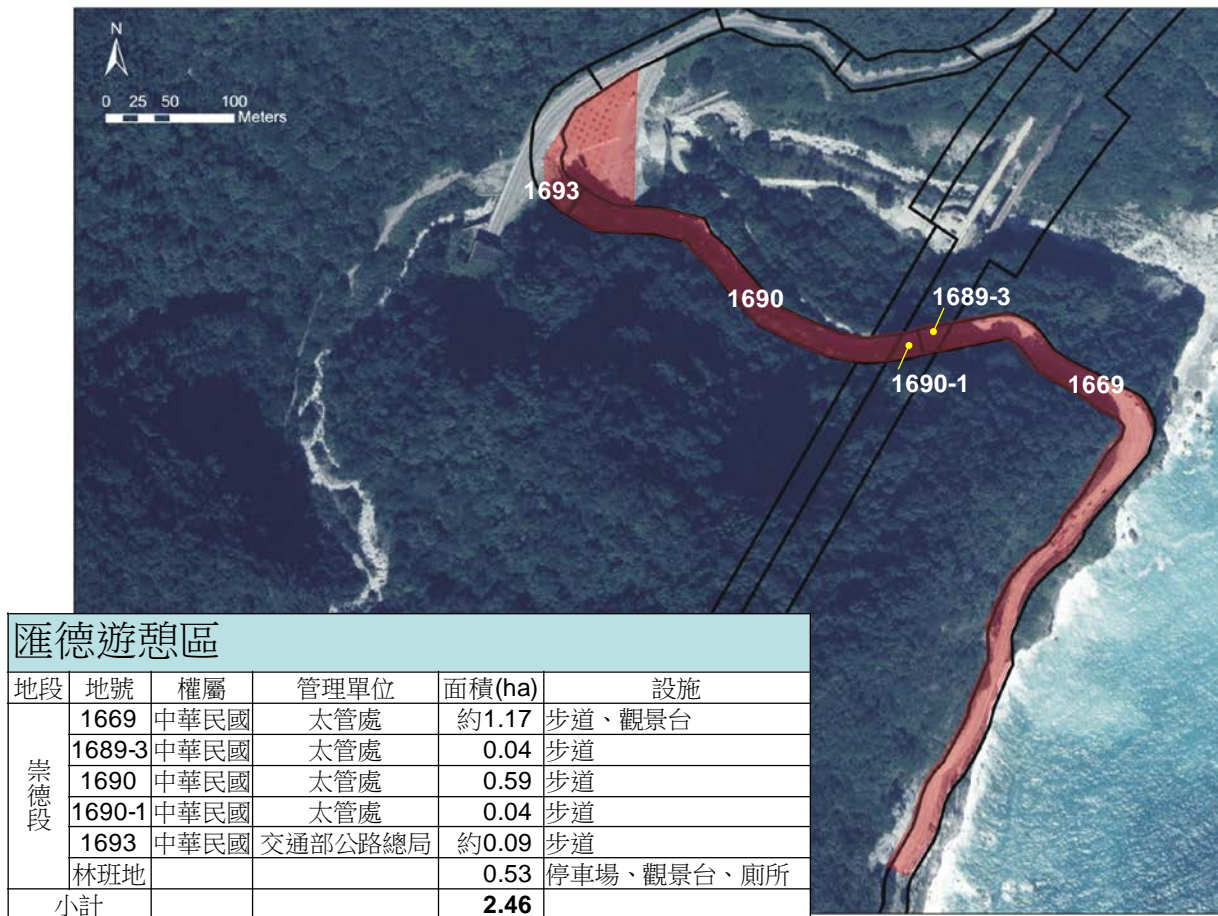 N
0 25 50 100
Meters
1693
1690
1689-3
1690-1
1669
匯德遊憩區
地段 地號 權屬 管理單位 面積(ha) 設施
崇德段
1669 中華民國 太管處 約1.17 步道、觀景台
1689-3 中華民國 太管處 0.04 步道
1690 中華民國 太管處 0.59 步道
1690-1 中華民國 太管處 0.04 步道
1693 中華民國 交通部公路總局 約0.09 步道
林班地 0.53 停車場、觀景台、廁所
小計 2.46